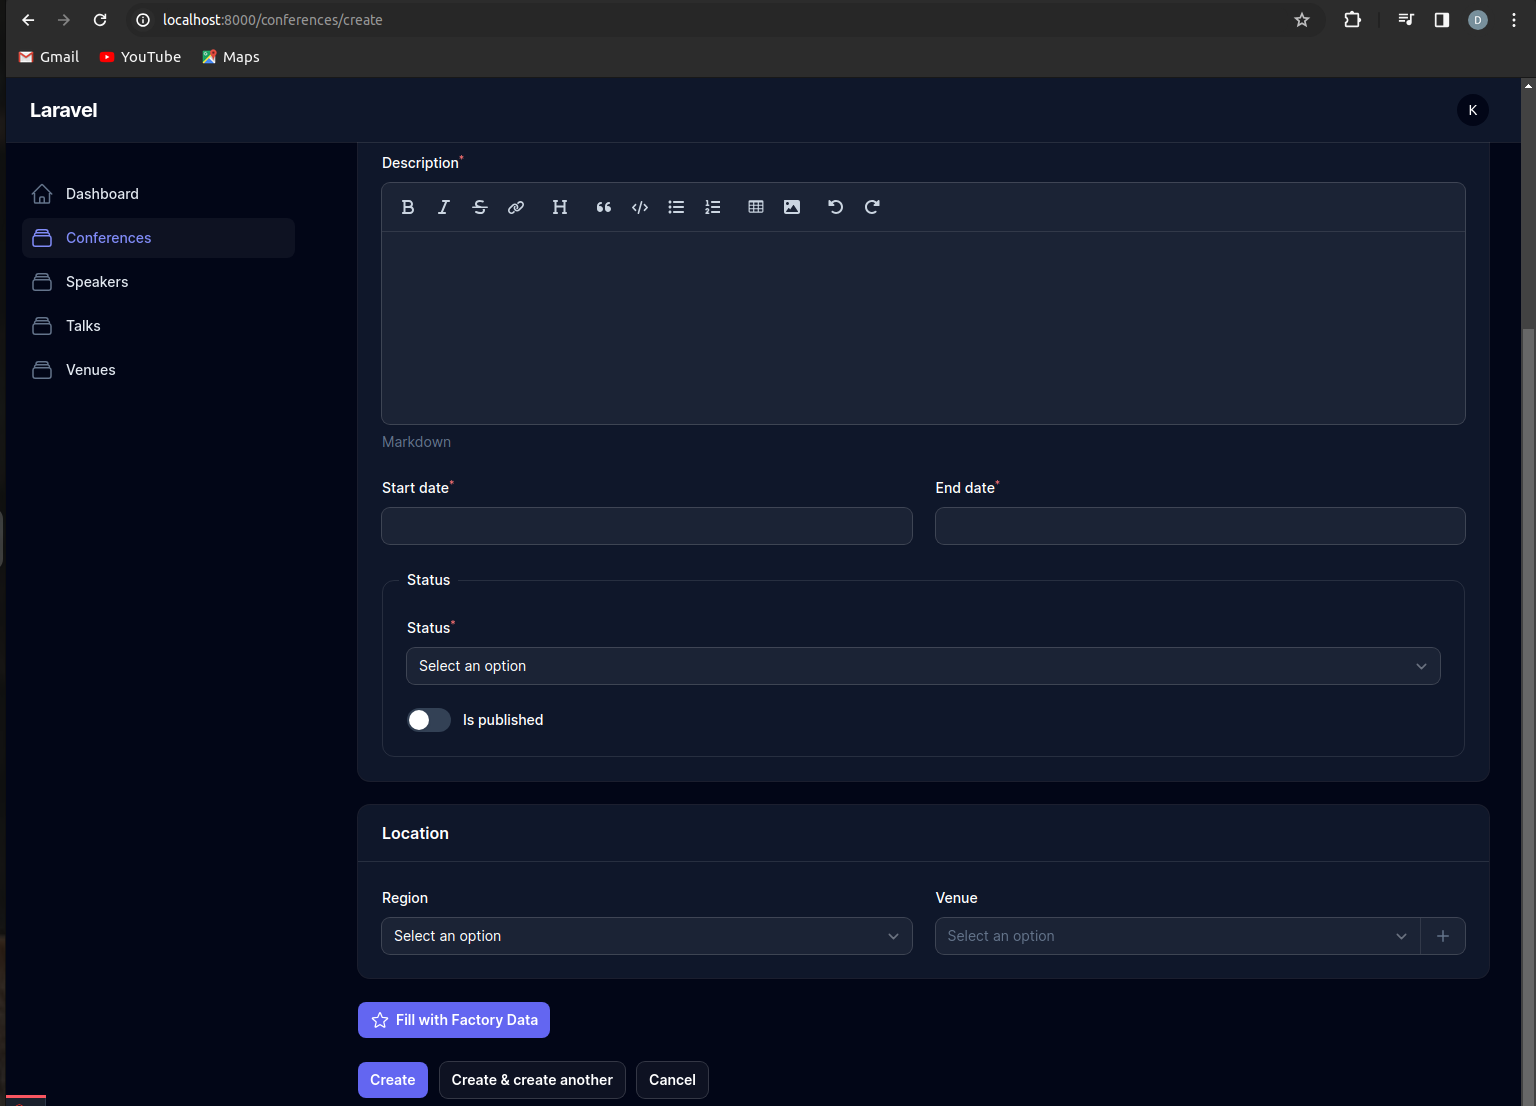 localhost:8000/conferences/create
D
Gmail YouTube Maps
Laravel
K
Dashboard
Conferences
Speakers
Talks
Venues
Description*
B I S H
Markdown
Start date* End date*
Status
Status*
Select an option
Is published
Location
Region Venue
Select an option Select an option
Fill with Factory Data
Create Create & create another Cancel